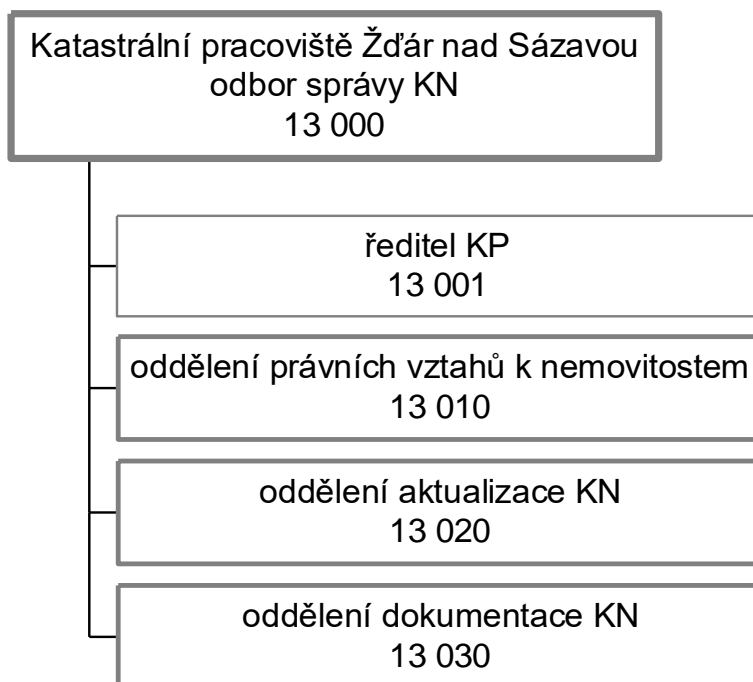 Katastrální pracoviště Žďár nad Sázavou
odbor správy KN
13 000
ředitel KP
13 001
oddělení právních vztahů k nemovitostem
13 010
oddělení aktualizace KN
13 020
oddělení dokumentace KN
13 030